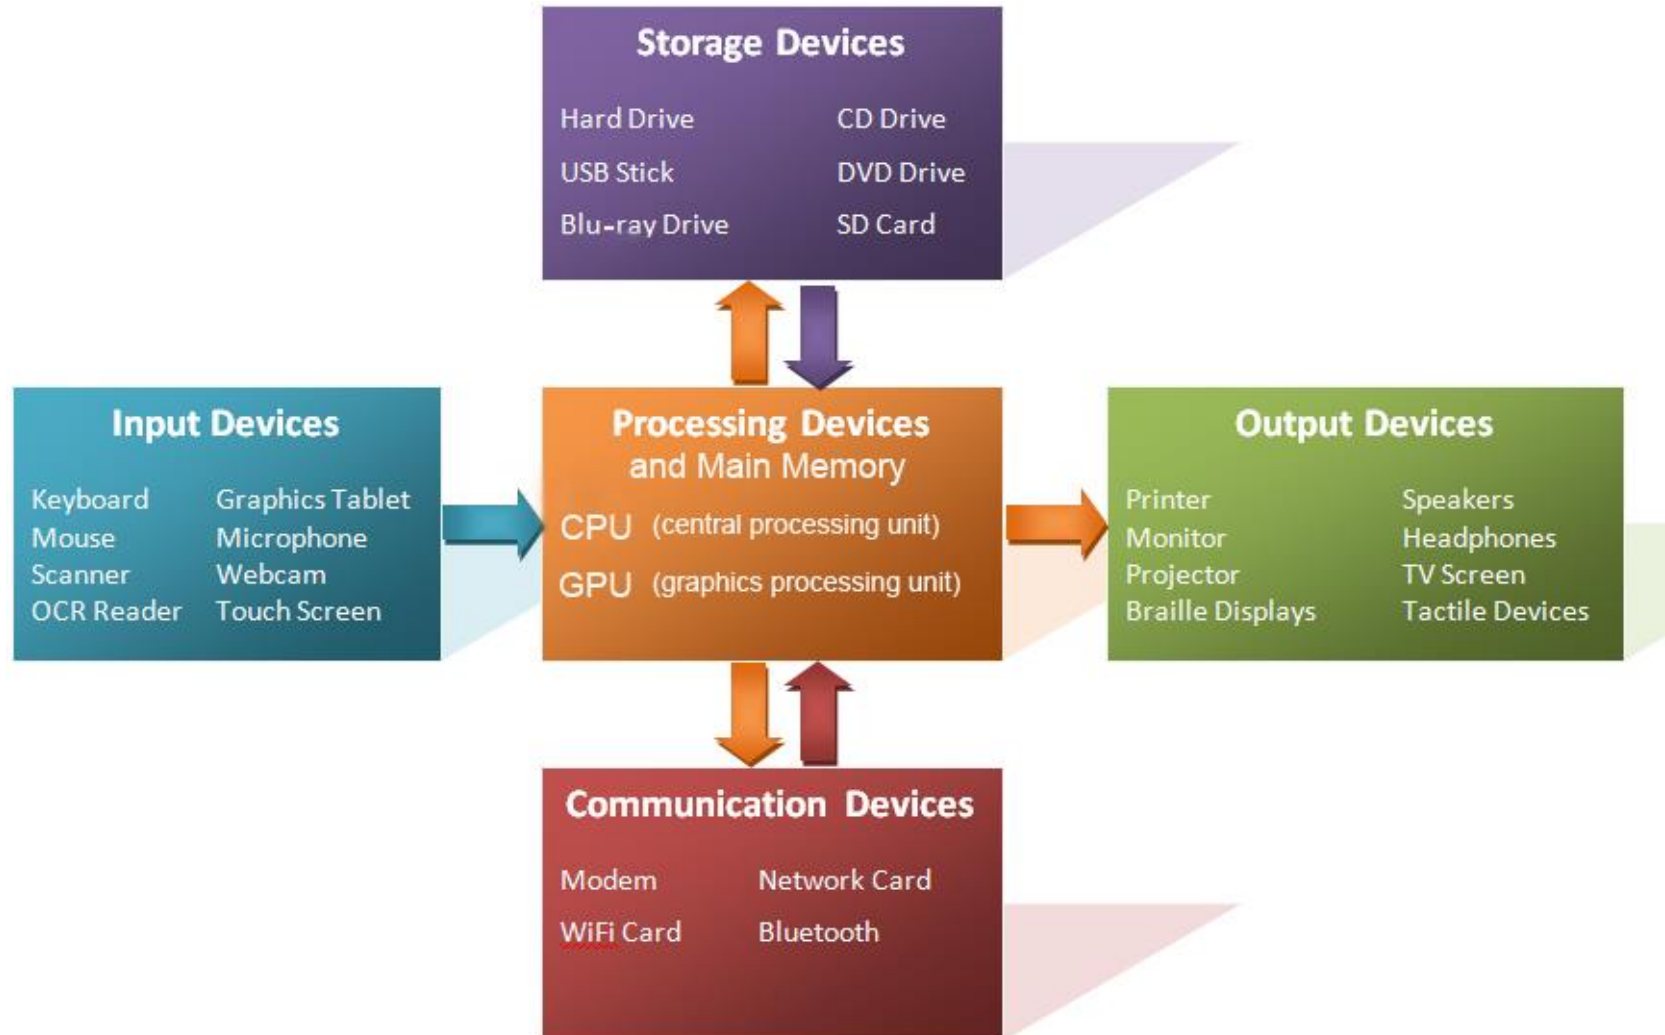 Storage Devices
Hard Drive CD Drive
USB Stick DVD Drive
Blu-ray Drive SD Card
Input Devices
Keyboard Graphics Tablet
Mouse Microphone
Scanner Webcam
OCR Reader Touch Screen
Processing Devices
and Main Memory
CPU (central processing unit)
GPU (graphics processing unit)
Output Devices
Printer Speakers
Monitor Headphones
Projector TV Screen
Braille Displays Tactile Devices
Communication Devices
Modem Network Card
WiFi Card Bluetooth